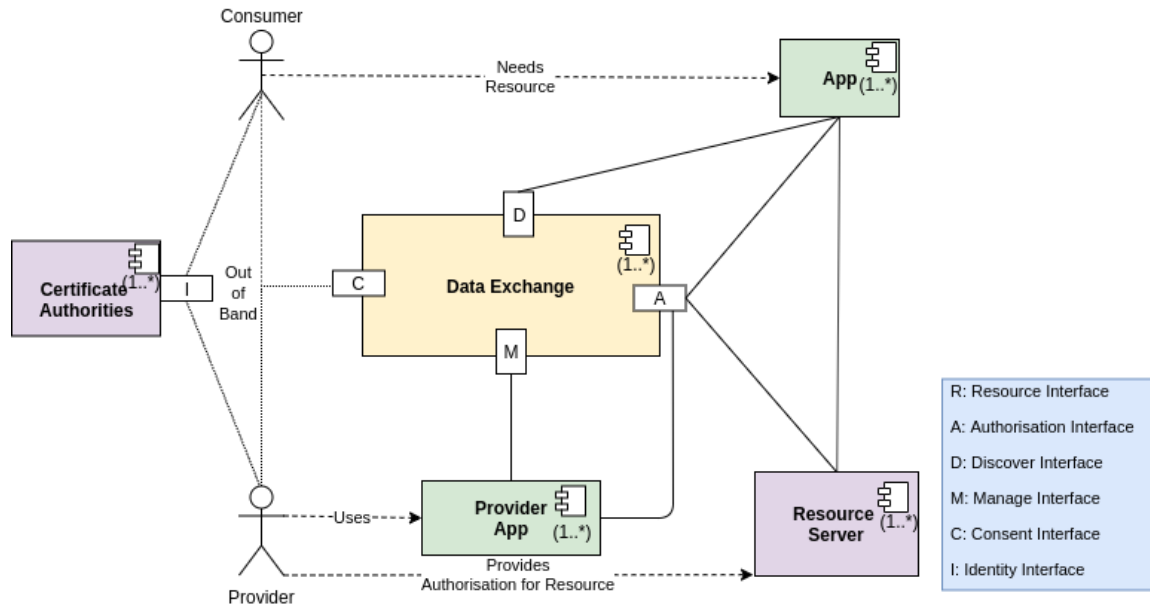 Consumer
Needs
Resource
App
(1..*)
D
(1..*)
Certificate
Authorities
(1..*)
I
Out
of
Band
C
Data Exchange
(1..*)
A
M
R: Resource Interface
A: Authorisation Interface
D: Discover Interface
M: Manage Interface
C: Consent Interface
I: Identity Interface
Uses
Provider
App
(1..*)
Resource
Server
(1..*)
Provides
Authorisation for Resource
Provider